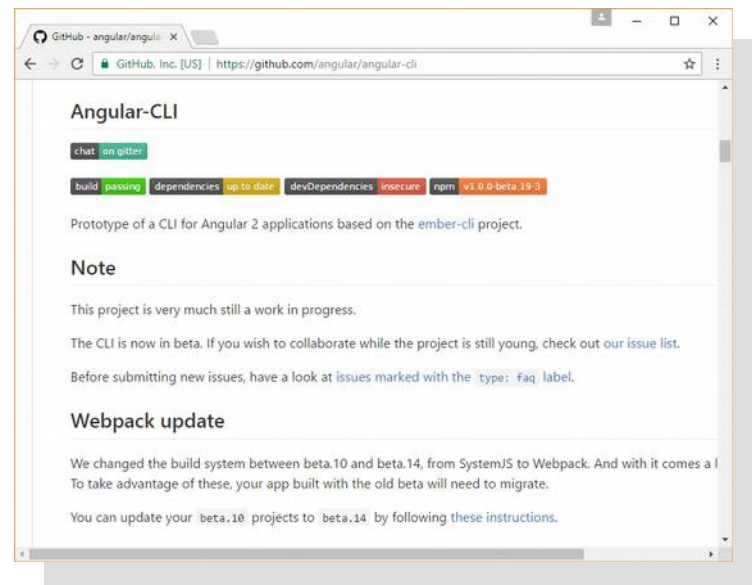 GitHub - angular/angula
GitHub, Inc. [US] | https://github.com/angular/angular-cli
Angular-CLI
chat on gitter
build passing dependencies up to date devDependencies insecure npm v1.0.0-beta.19-3
Prototype of a CLI for Angular 2 applications based on the ember-cli project.
Note
This project is very much still a work in progress.
The CLI is now in beta. If you wish to collaborate while the project is still young, check out our issue list.
Before submitting new issues, have a look at issues marked with the type: faq label.
Webpack update
We changed the build system between beta.10 and beta.14, from SystemJS to Webpack. And with it comes a l
To take advantage of these, your app built with the old beta will need to migrate.
You can update your beta.10 projects to beta.14 by following these instructions.